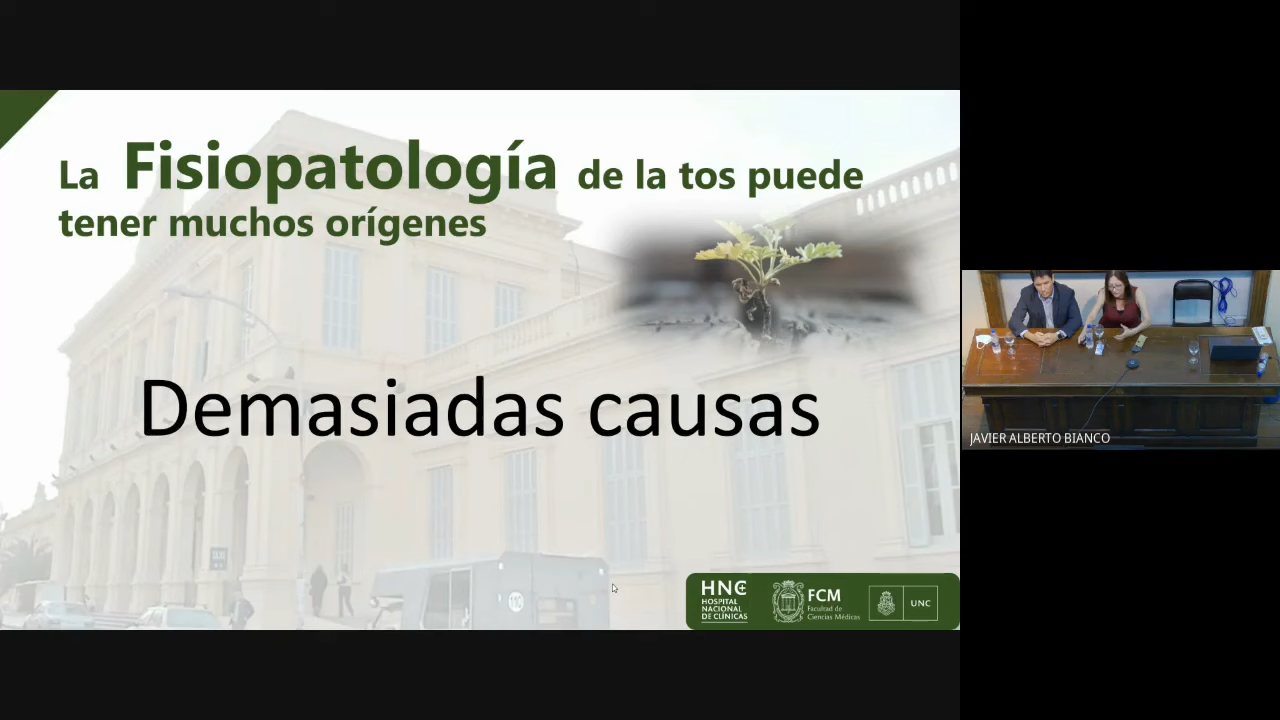 La Fisiopatología de la tos puede
tener muchos orígenes
Demasiadas causas
HNC
HOSPITAL
NACIONAL
DE CLÍNICAS
FCM
Facultad de
Ciencias Médicas
UNC
JAVIER ALBERTO BIANCO